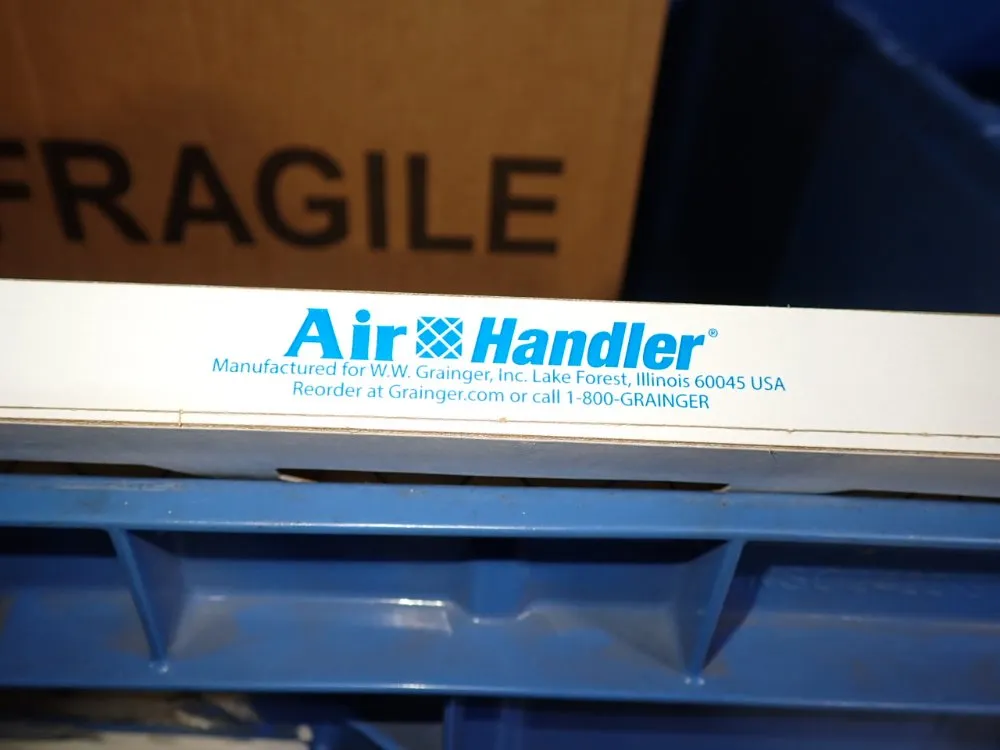 FRAGILE
Air Handler®
Manufactured for W.W. Grainger, Inc. Lake Forest, Illinois 60045 USA
Reorder at Grainger.com or call 1-800-GRAINGER